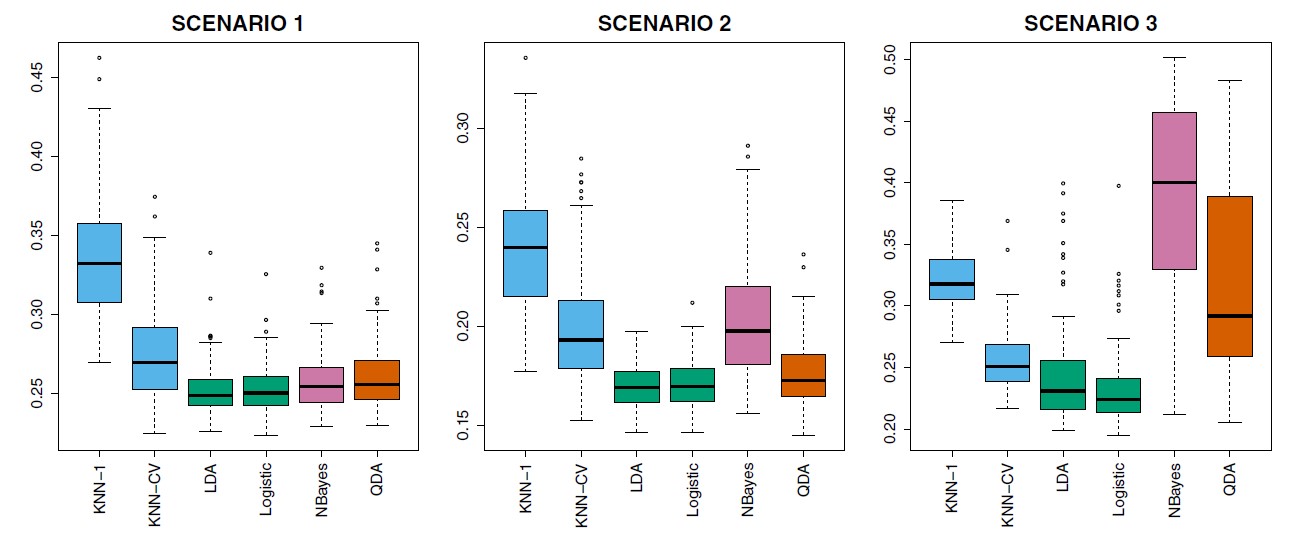 SCENARIO 1
0.45
0.40
0.35
0.30
0.25
KNN−1
KNN−CV
LDA
Logistic
NBayes
QDA
SCENARIO 2
0.30
0.25
0.20
0.15
KNN−1
KNN−CV
LDA
Logistic
NBayes
QDA
SCENARIO 3
0.50
0.45
0.40
0.35
0.30
0.25
0.20
KNN−1
KNN−CV
LDA
Logistic
NBayes
QDA